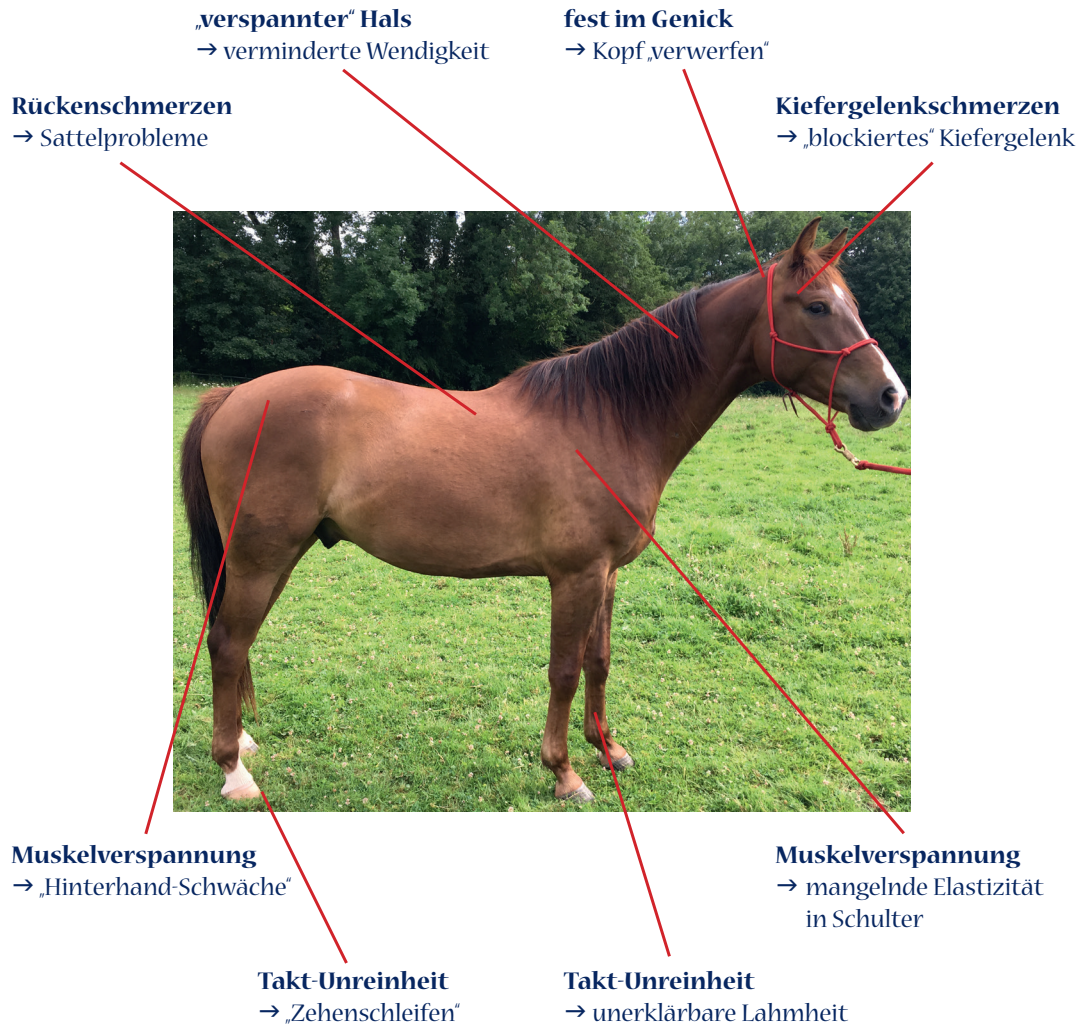 „verspannter“ Hals
→ verminderte Wendigkeit
fest im Genick
→ Kopf „verwerfen“
Rückenschmerzen
→ Sattelprobleme
Kiefergelenkschmerzen
→ „blockiertes“ Kiefergelenk
Muskelverspannung
→ „Hinterhand-Schwäche“
Muskelverspannung
→ mangelnde Elastizität
in Schulter
Takt-Unreinheit
→ „Zehenschleifen“
Takt-Unreinheit
→ unerklärbare Lahmheit